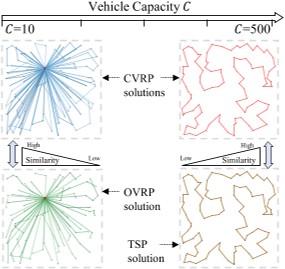 Vehicle Capacity C
C=10
C=500
CVRP
solutions
High
Similarity
Low
Low
Similarity
High
OVRP
solution
TSP
solution